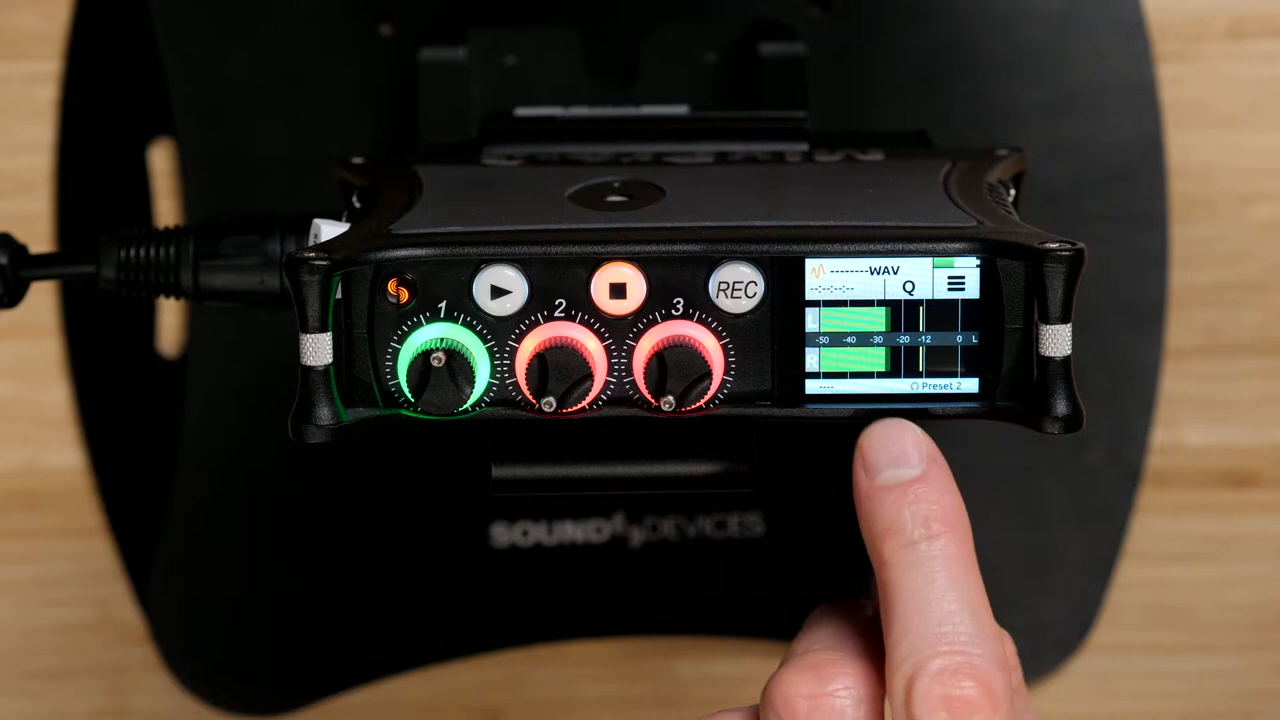 1
2
3
REC
--------WAV
--:--:--
Q
L
-50 -40 -30 -20 -12 0 L
R
----
Preset 2
SOUND DEVICES